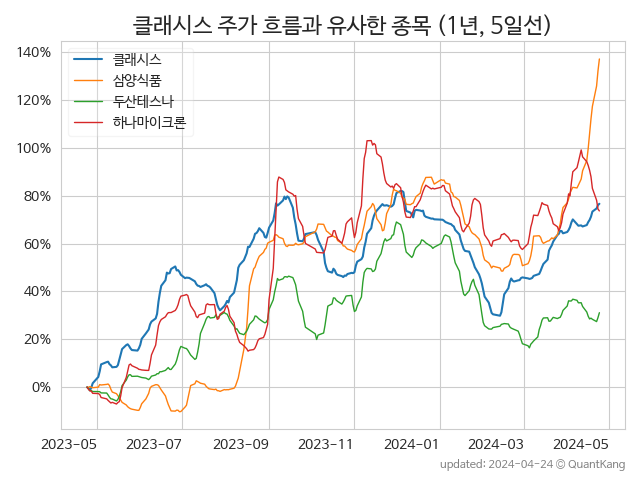 클래시스 주가 흐름과 유사한 종목 (1년, 5일선)
140%
120%
100%
80%
60%
40%
20%
0%
클래시스
삼양식품
두산테스나
하나마이크론
2023-05
2023-07
2023-09
2023-11
2024-01
2024-03
2024-05
updated: 2024-04-24 © QuantKang